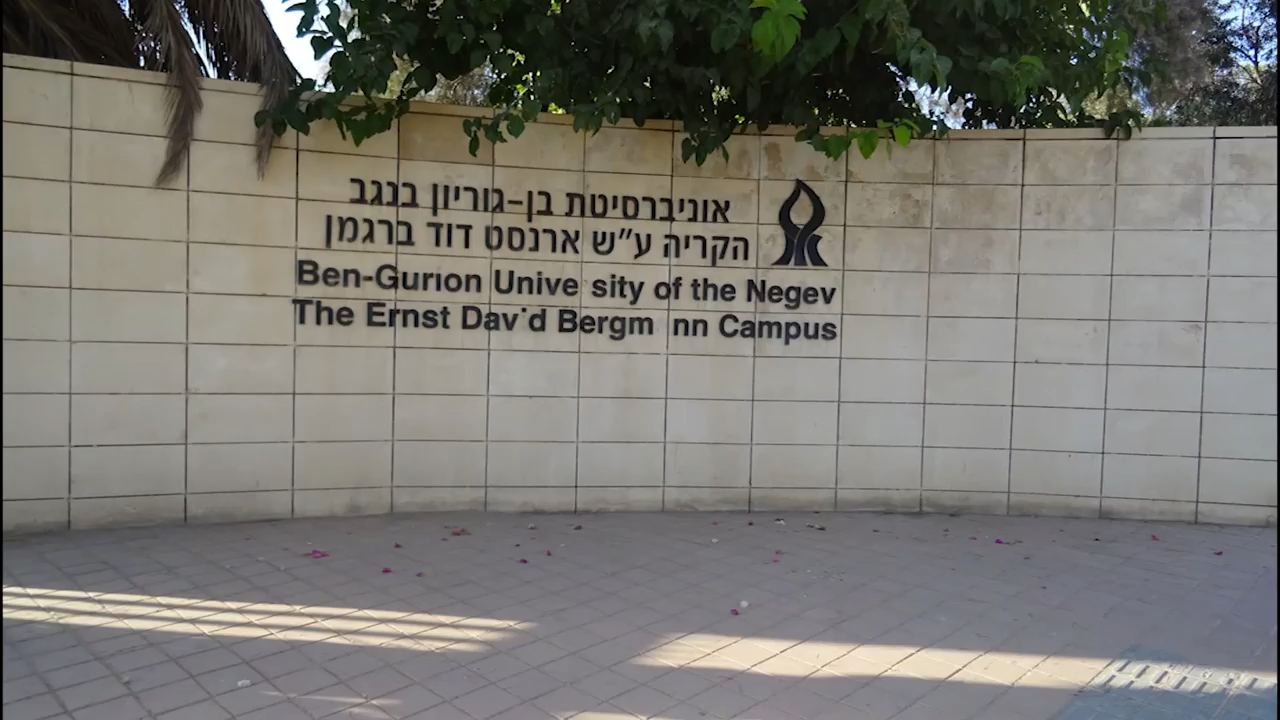 אוניברסיטת בן-גוריון בנגב
הקריה ע״ש ארנסט דוד ברגמן
Ben-Gurıon Unive sity of the Negev
The Ernst Dav˙d Bergm nn Campus